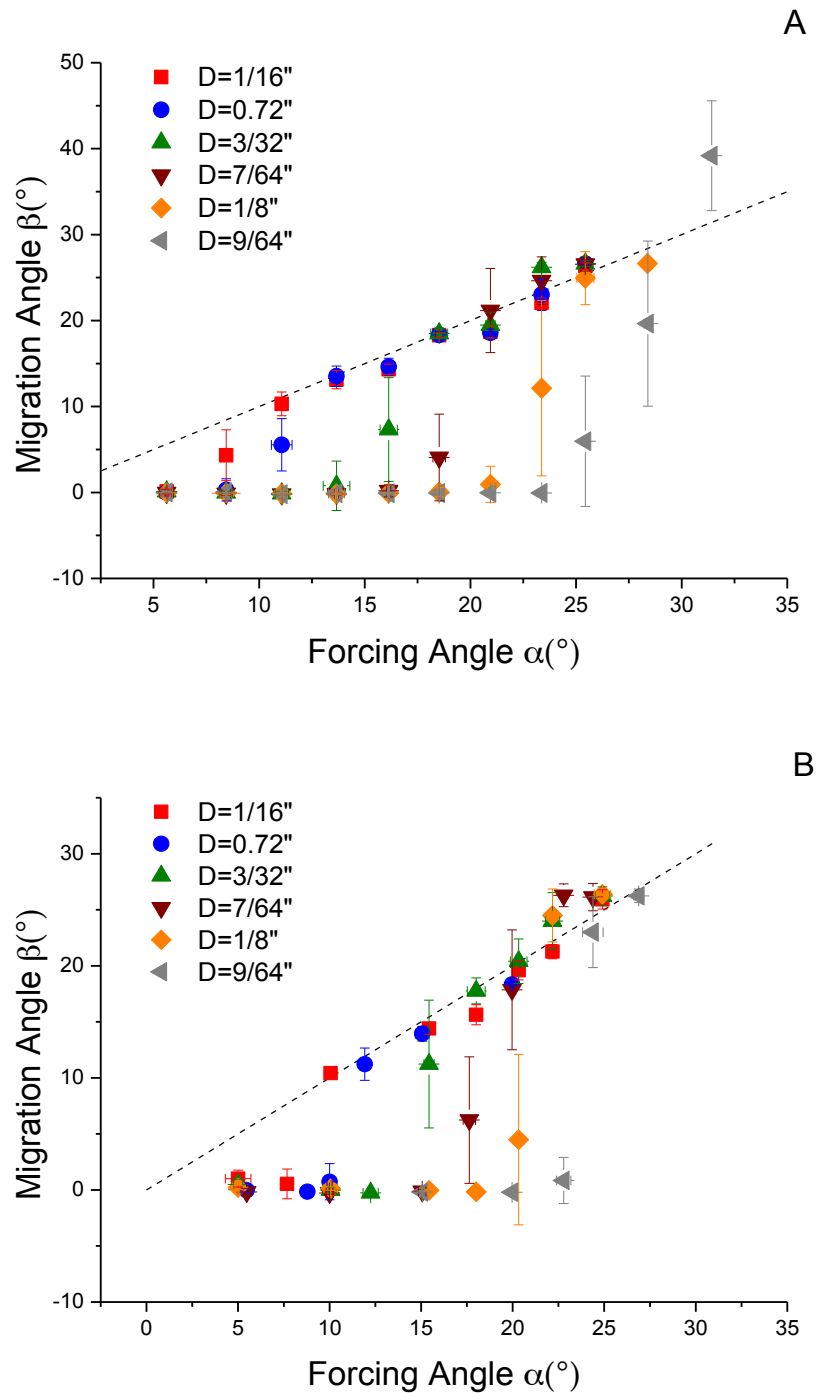 A
50
40
30
20
10
0
-10
Migration Angle β(°)
D=1/16"
D=0.72"
D=3/32"
D=7/64"
D=1/8"
D=9/64"
5 10 15 20 25 30 35
Forcing Angle α(°)
B
30
20
10
0
-10
Migration Angle β(°)
D=1/16"
D=0.72"
D=3/32"
D=7/64"
D=1/8"
D=9/64"
0 5 10 15 20 25 30 35
Forcing Angle α(°)